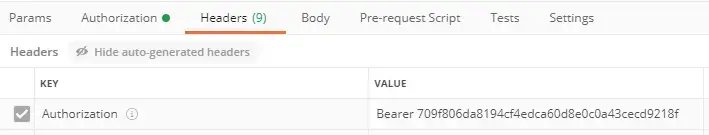 Params Authorization Headers (9) Body Pre-request Script Tests Settings
Headers Hide auto-generated headers
KEY VALUE
Authorization Bearer 709f806da8194cf4edca60d8e0c0a43cecd9218f